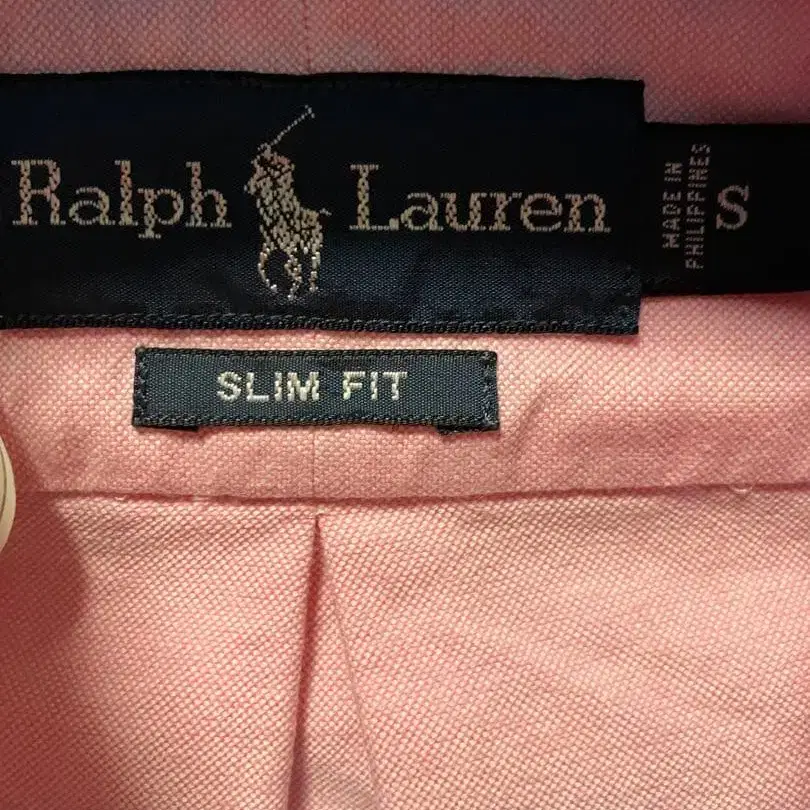 Ralph Lauren
MADE IN
PHILIPPINES
S
SLIM FIT